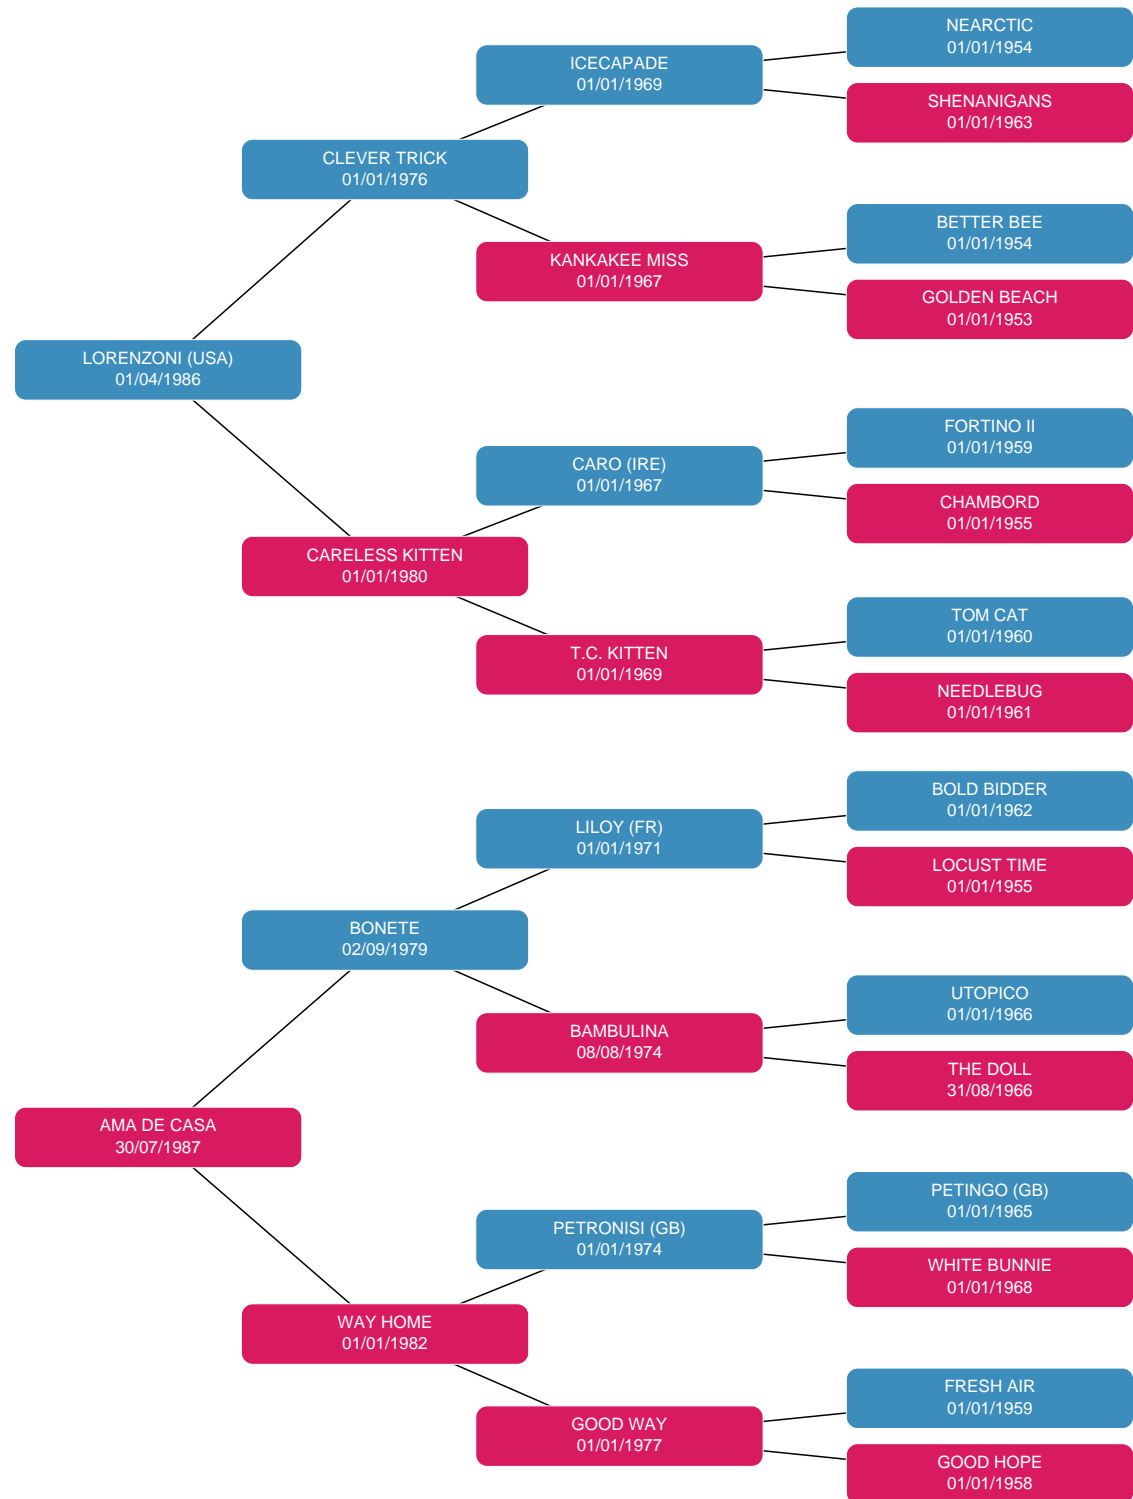 NEARCTIC
01/01/1954
ICECAPADE
01/01/1969
SHENANIGANS
01/01/1963
CLEVER TRICK
01/01/1976
BETTER BEE
01/01/1954
KANKAKEE MISS
01/01/1967
GOLDEN BEACH
01/01/1953
LORENZONI (USA)
01/04/1986
FORTINO II
01/01/1959
CARO (IRE)
01/01/1967
CHAMBORD
01/01/1955
CARELESS KITTEN
01/01/1980
TOM CAT
01/01/1960
T.C. KITTEN
01/01/1969
NEEDLEBUG
01/01/1961
BOLD BIDDER
01/01/1962
LILOY (FR)
01/01/1971
LOCUST TIME
01/01/1955
BONETE
02/09/1979
UTOPICO
01/01/1966
BAMBULINA
08/08/1974
THE DOLL
31/08/1966
AMA DE CASA
30/07/1987
PETINGO (GB)
01/01/1965
PETRONISI (GB)
01/01/1974
WHITE BUNNIE
01/01/1968
WAY HOME
01/01/1982
FRESH AIR
01/01/1959
GOOD WAY
01/01/1977
GOOD HOPE
01/01/1958